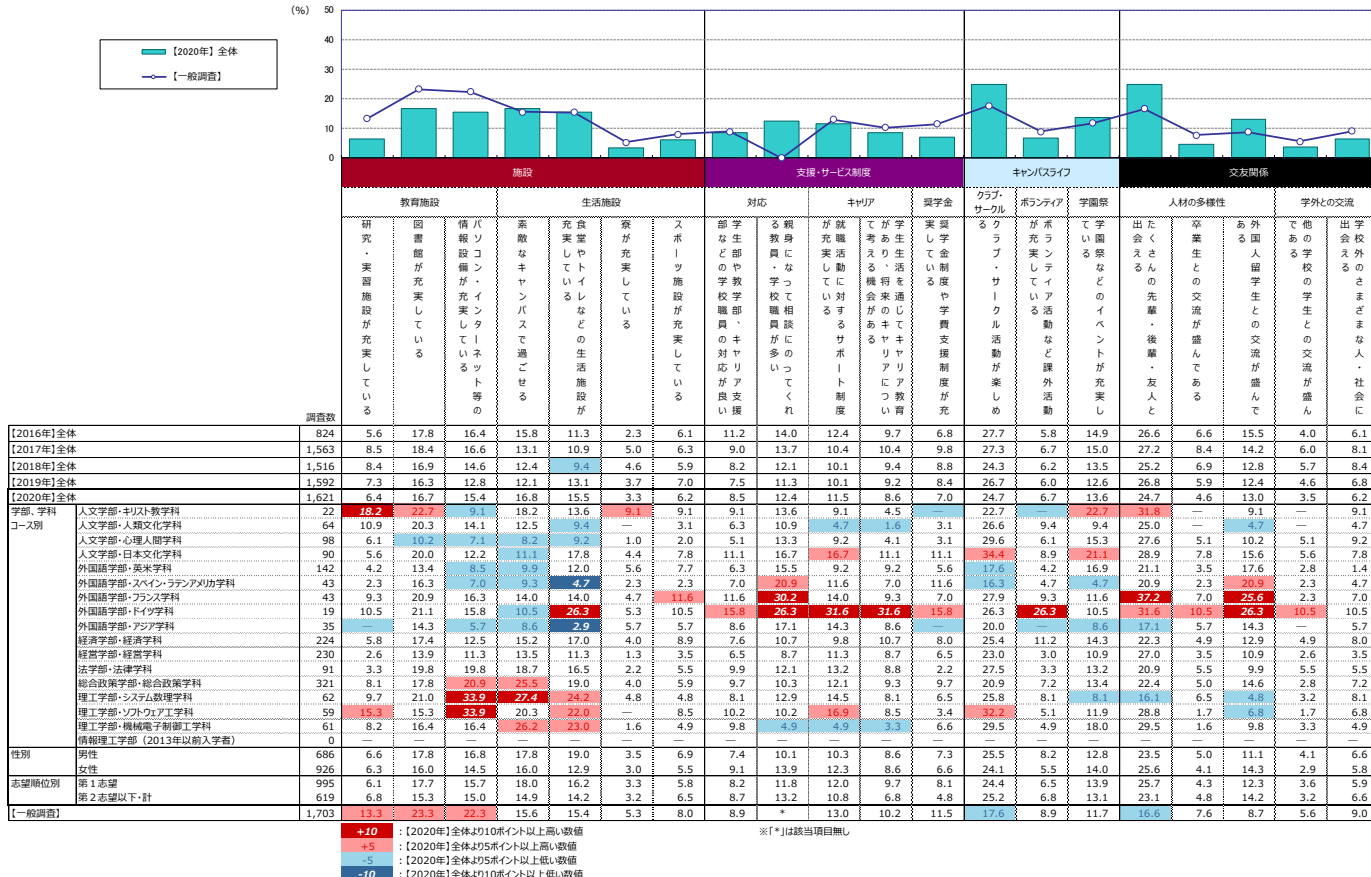 (%)
50
40
30
20
10
0
【2020年】全体
【一般調査】
施設 支援・サービス制度 キャンパスライフ 交友関係
教育施設 生活施設 対応 キャリア 奨学金 クラブ・サークル ボランティア 学園祭 人材の多様性 学外との交流
研究・実習施設が充実している
図書館が充実している
パソコン・インターネット等の情報設備が充実している
素敵なキャンパスで過ごせる
食堂やトイレなどの生活施設が充実している
寮が充実している
スポーツ施設が充実している
学生部や教学部、キャリア支援部などの学校職員の対応が良い
親身になって相談にのってくれる教員・学校職員が多い
就職活動に対するサポート制度が充実している
学生生活を通じてキャリア教育があり、将来のキャリアについて考える機会がある
奨学金制度や学費支援制度が充実している
クラブ・サークル活動が楽しめる
ボランティア活動など課外活動が充実している
学園祭などのイベントが充実している
たくさんの先輩・後輩・友人と出会える
卒業生との交流が盛んである
外国人留学生との交流が盛んである
他の学校の学生との交流が盛んである
学校外のさまざまな人・社会に出会える
調査数
【2016年】全体 824 5.6 17.8 16.4 15.8 11.3 2.3 6.1 11.2 14.0 12.4 9.7 6.8 27.7 5.8 14.9 26.6 6.6 15.5 4.0 6.1
【2017年】全体 1,563 8.5 18.4 16.6 13.1 10.9 5.0 6.3 9.0 13.7 10.4 10.4 9.8 27.3 6.7 15.0 27.2 8.4 14.2 6.0 8.1
【2018年】全体 1,516 8.4 16.9 14.6 12.4 9.4 4.6 5.9 8.2 12.1 10.1 9.4 8.8 24.3 6.2 13.5 25.2 6.9 12.8 5.7 8.4
【2019年】全体 1,592 7.3 16.3 12.8 12.1 13.1 3.7 7.0 7.5 11.3 10.1 9.2 8.4 26.7 6.0 12.6 26.8 5.9 12.4 4.6 6.8
【2020年】全体 1,621 6.4 16.7 15.4 16.8 15.5 3.3 6.2 8.5 12.4 11.5 8.6 7.0 24.7 6.7 13.6 24.7 4.6 13.0 3.5 6.2
学部、学科 人文学部・キリスト教学科 22 18.2 22.7 9.1 18.2 13.6 9.1 9.1 9.1 13.6 9.1 4.5 — 22.7 — 22.7 31.8 — 9.1 — 9.1
コース別 人文学部・人類文化学科 64 10.9 20.3 14.1 12.5 9.4 — 3.1 6.3 10.9 4.7 1.6 3.1 26.6 9.4 9.4 25.0 — 4.7 — 4.7
人文学部・心理人間学科 98 6.1 10.2 7.1 8.2 9.2 1.0 2.0 5.1 13.3 9.2 4.1 3.1 29.6 6.1 15.3 27.6 5.1 10.2 5.1 9.2
人文学部・日本文化学科 90 5.6 20.0 12.2 11.1 17.8 4.4 7.8 11.1 16.7 16.7 11.1 11.1 34.4 8.9 21.1 28.9 7.8 15.6 5.6 7.8
外国語学部・英米学科 142 4.2 13.4 8.5 9.9 12.0 5.6 7.7 6.3 15.5 9.2 9.2 5.6 17.6 4.2 16.9 21.1 3.5 17.6 2.8 1.4
外国語学部・スペイン・ラテンアメリカ学科 43 2.3 16.3 7.0 9.3 4.7 2.3 2.3 7.0 20.9 11.6 7.0 11.6 16.3 4.7 4.7 20.9 2.3 20.9 2.3 4.7
外国語学部・フランス学科 43 9.3 20.9 16.3 14.0 14.0 4.7 11.6 11.6 30.2 14.0 9.3 7.0 27.9 9.3 11.6 37.2 7.0 25.6 2.3 7.0
外国語学部・ドイツ学科 19 10.5 21.1 15.8 10.5 26.3 5.3 10.5 15.8 26.3 31.6 31.6 15.8 26.3 26.3 10.5 31.6 10.5 26.3 10.5 10.5
外国語学部・アジア学科 35 — 14.3 5.7 8.6 2.9 5.7 5.7 8.6 17.1 14.3 8.6 — 20.0 — 8.6 17.1 5.7 14.3 — 5.7
経済学部・経済学科 224 5.8 17.4 12.5 15.2 17.0 4.0 8.9 7.6 10.7 9.8 10.7 8.0 25.4 11.2 14.3 22.3 4.9 12.9 4.9 8.0
経営学部・経営学科 230 2.6 13.9 11.3 13.5 11.3 1.3 3.5 6.5 8.7 11.3 8.7 6.5 23.0 3.0 10.9 27.0 3.5 10.9 2.6 3.5
法学部・法律学科 91 3.3 19.8 19.8 18.7 16.5 2.2 5.5 9.9 12.1 13.2 8.8 2.2 27.5 3.3 13.2 20.9 5.5 9.9 5.5 5.5
総合政策学部・総合政策学科 321 8.1 17.8 20.9 25.5 19.0 4.0 5.9 9.7 10.3 12.1 9.3 9.7 20.9 7.2 13.4 22.4 5.0 14.6 2.8 7.2
理工学部・システム数理学科 62 9.7 21.0 33.9 27.4 24.2 4.8 4.8 8.1 12.9 14.5 8.1 6.5 25.8 8.1 8.1 16.1 6.5 4.8 3.2 8.1
理工学部・ソフトウェア工学科 59 15.3 15.3 33.9 20.3 22.0 — 8.5 10.2 10.2 16.9 8.5 3.4 32.2 5.1 11.9 28.8 1.7 6.8 1.7 6.8
理工学部・機械電子制御工学科 61 8.2 16.4 16.4 26.2 23.0 1.6 4.9 9.8 4.9 4.9 3.3 6.6 29.5 4.9 18.0 29.5 1.6 9.8 3.3 4.9
情報理工学部（2013年以前入学者） 0 — — — — — — — — — — — — — — — — — — — —
性別 男性 686 6.6 17.8 16.8 17.8 19.0 3.5 6.9 7.4 10.1 10.3 8.6 7.3 25.5 8.2 12.8 23.5 5.0 11.1 4.1 6.6
女性 926 6.3 16.0 14.5 16.0 12.9 3.0 5.5 9.1 13.9 12.3 8.6 6.6 24.1 5.5 14.0 25.6 4.1 14.3 2.9 5.8
志望順位別 第１志望 995 6.1 17.7 15.7 18.0 16.2 3.3 5.8 8.2 11.8 12.0 9.7 8.1 24.4 6.5 13.9 25.7 4.3 12.3 3.6 5.9
第２志望以下・計 619 6.8 15.3 15.0 14.9 14.2 3.2 6.5 8.7 13.2 10.8 6.8 4.8 25.2 6.8 13.1 23.1 4.8 14.2 3.2 6.6
【一般調査】 1,703 13.3 23.3 22.3 15.6 15.4 5.3 8.0 8.9 * 13.0 10.2 11.5 17.6 8.9 11.7 16.6 7.6 8.7 5.6 9.0
+10 ：【2020年】全体より10ポイント以上高い数値 ※「*」は該当項目無し
+5 ：【2020年】全体より5ポイント以上高い数値
-5 ：【2020年】全体より5ポイント以上低い数値
-10 ：【2020年】全体より10ポイント以上低い数値